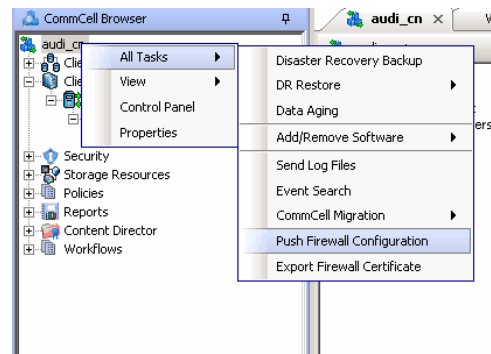 CommCell Browser
audi_cn
audi_cn
All Tasks
View
Control Panel
Properties
Disaster Recovery Backup
DR Restore
Data Aging
Add/Remove Software
Send Log Files
Event Search
CommCell Migration
Push Firewall Configuration
Export Firewall Certificate
Security
Storage Resources
Policies
Reports
Content Director
Workflows